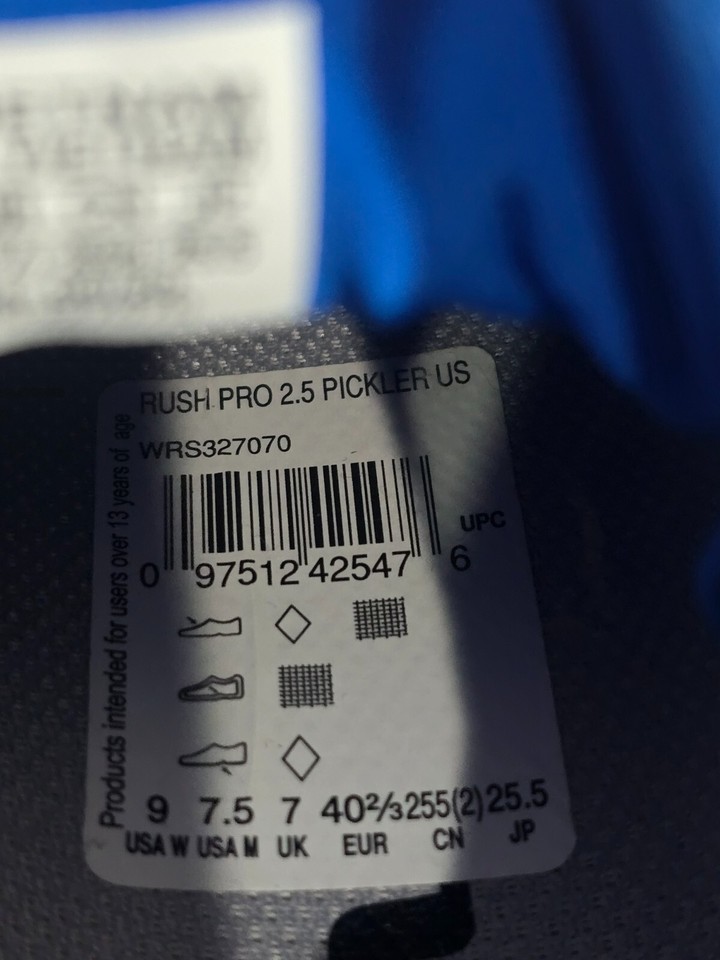 RUSH PRO 2.5 PICKLER US
WRS327070
UPC
0 97512 42547 6
Products intended for users over 13 years of age
9 7.5 7 40⅔ 255(2) 25.5
USA W USA M UK EUR CN JP